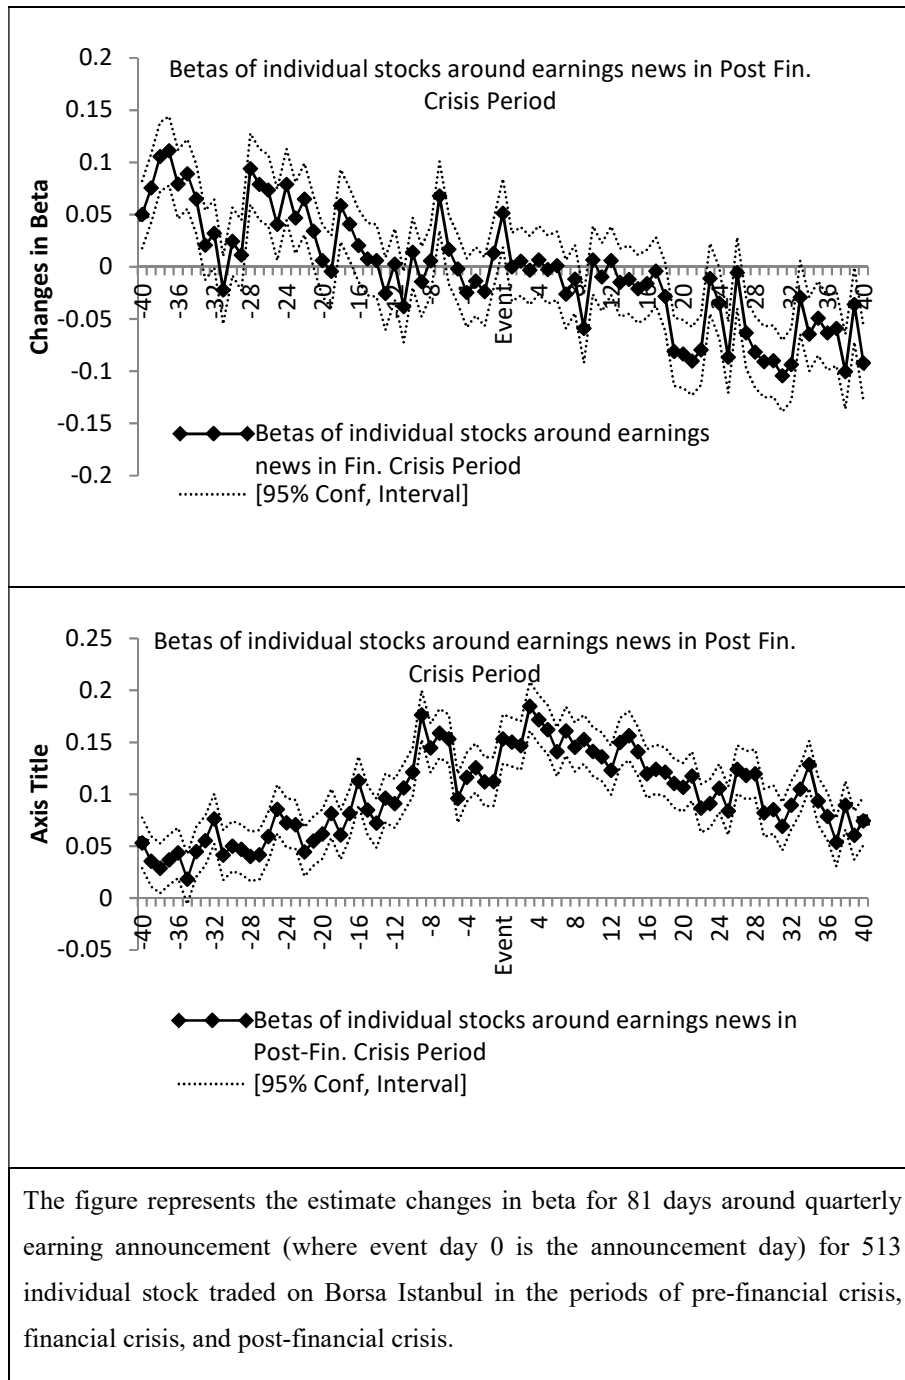 Betas of individual stocks around earnings news in Post Fin.
Crisis Period
Changes in Beta
0.2
0.15
0.1
0.05
0
-0.05
-0.1
-0.15
-0.2
-40 -36 -32 -28 -24 -20 -16 -12 -8 Event 4 8 12 16 20 24 28 32 36 40
Betas of individual stocks around earnings
news in Fin. Crisis Period
[95% Conf, Interval]
Betas of individual stocks around earnings news in Post Fin.
Crisis Period
Axis Title
0.25
0.2
0.15
0.1
0.05
0
-0.05
-40 -36 -32 -28 -24 -20 -16 -12 -8 -4 Event 4 8 12 16 20 24 28 32 36 40
Betas of individual stocks around earnings news in
Post-Fin. Crisis Period
[95% Conf, Interval]
The figure represents the estimate changes in beta for 81 days around quarterly
earning announcement (where event day 0 is the announcement day) for 513
individual stock traded on Borsa Istanbul in the periods of pre-financial crisis,
financial crisis, and post-financial crisis.